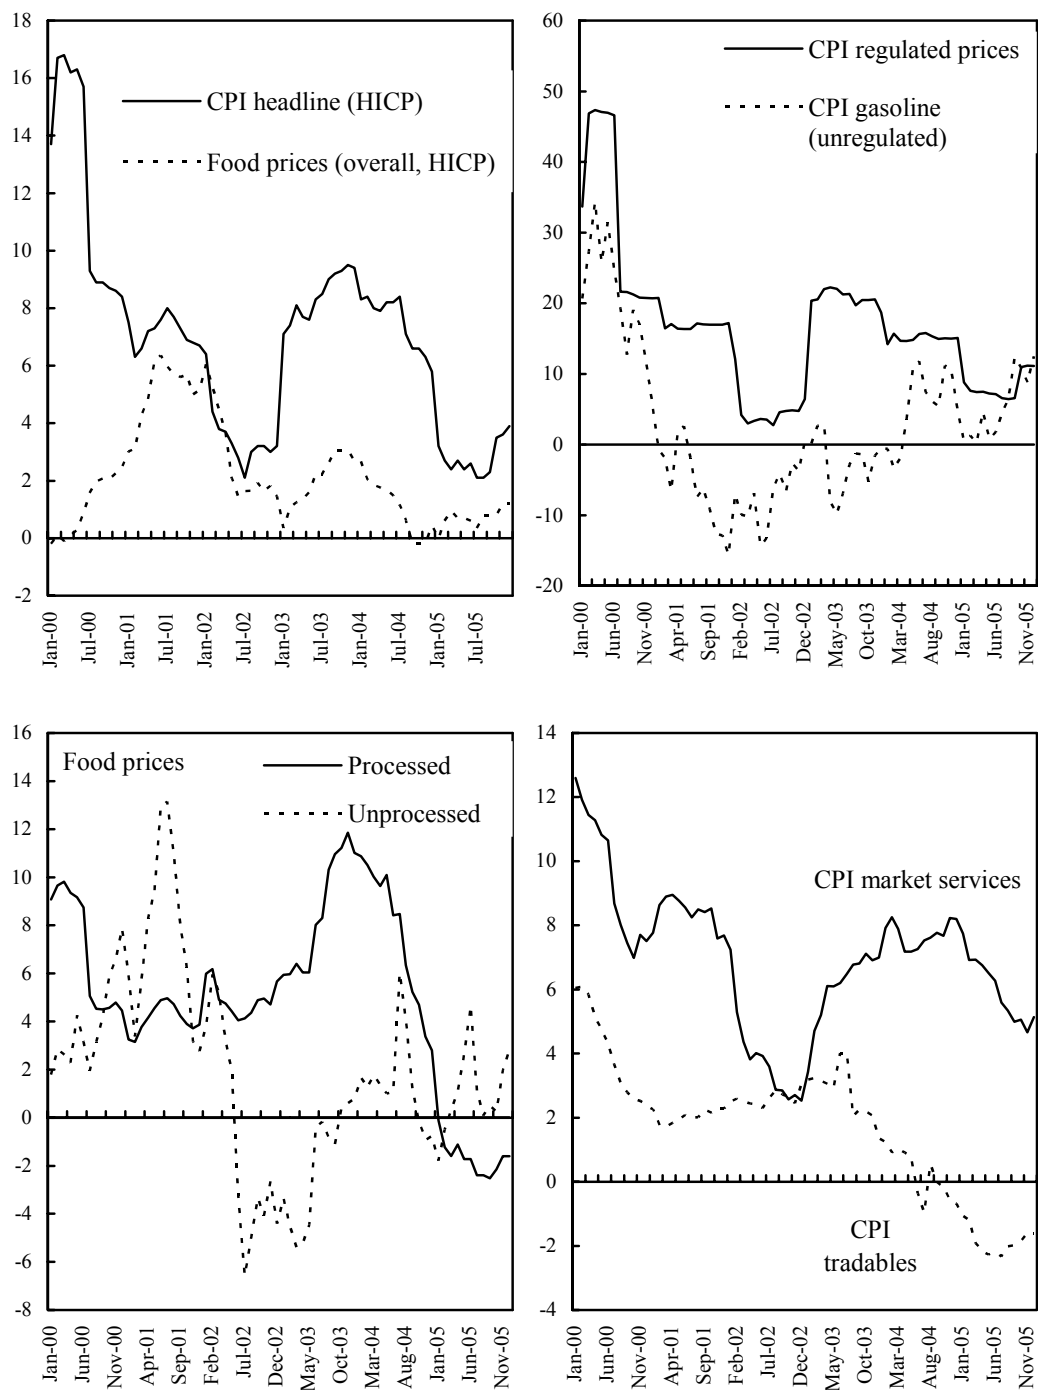 18
16
14
12
10
8
6
4
2
0
-2
CPI headline (HICP)
Food prices (overall, HICP)
Jan-00
Jul-00
Jan-01
Jul-01
Jan-02
Jul-02
Jan-03
Jul-03
Jan-04
Jul-04
Jan-05
Jul-05
60
50
40
30
20
10
0
-10
-20
CPI regulated prices
CPI gasoline
(unregulated)
Jan-00
Jun-00
Nov-00
Apr-01
Sep-01
Feb-02
Jul-02
Dec-02
May-03
Oct-03
Mar-04
Aug-04
Jan-05
Jun-05
Nov-05
16
14
12
10
8
6
4
2
0
-2
-4
-6
-8
Food prices
Processed
Unprocessed
Jan-00
Jun-00
Nov-00
Apr-01
Sep-01
Feb-02
Jul-02
Dec-02
May-03
Oct-03
Mar-04
Aug-04
Jan-05
Jun-05
Nov-05
14
12
10
8
6
4
2
0
-2
-4
CPI market services
CPI
tradables
Jan-00
Jun-00
Nov-00
Apr-01
Sep-01
Feb-02
Jul-02
Dec-02
May-03
Oct-03
Mar-04
Aug-04
Jan-05
Jun-05
Nov-05